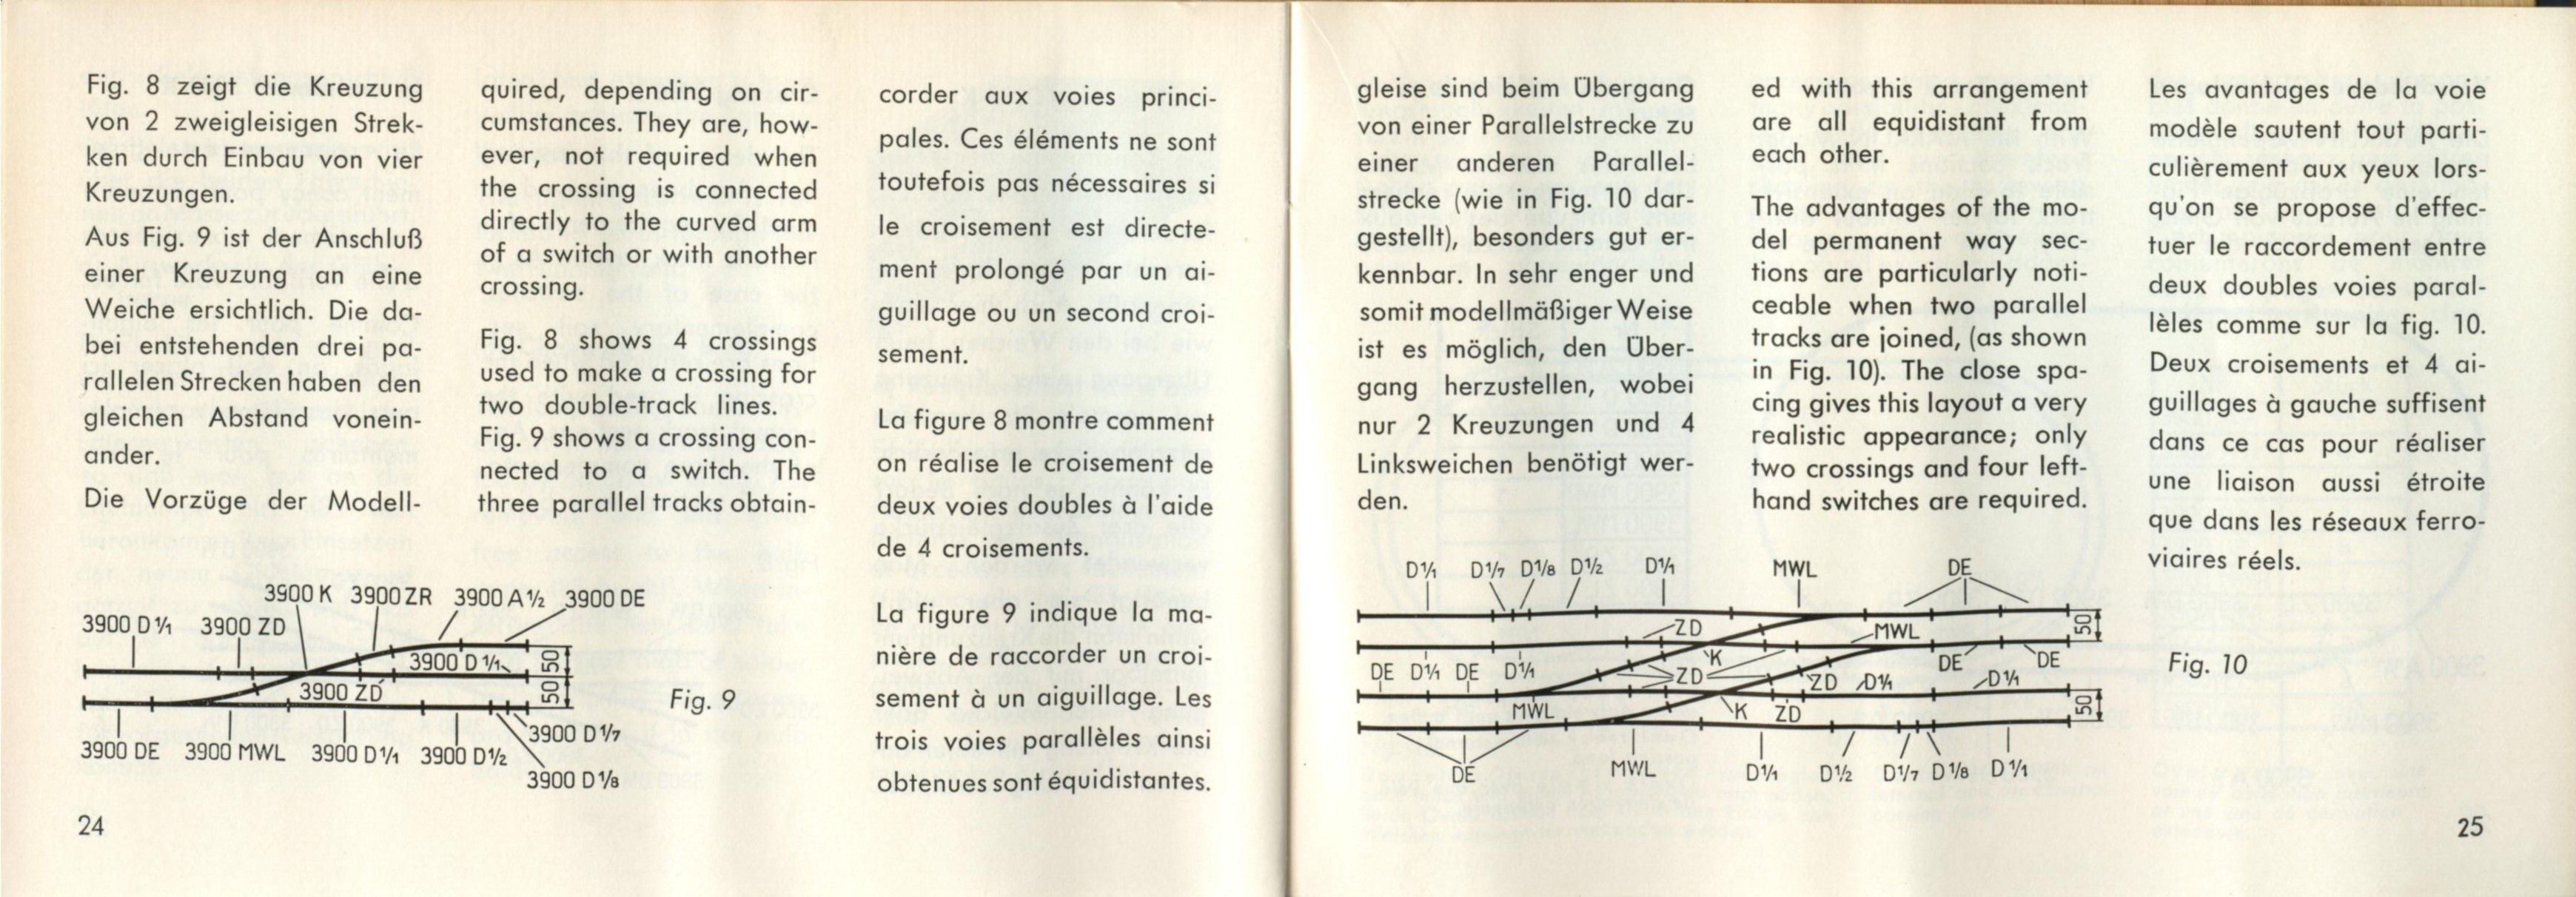 Fig. 8 zeigt die Kreuzung
von 2 zweigleisigen Strek-
ken durch Einbau von vier
Kreuzungen.
Aus Fig. 9 ist der Anschluß
einer Kreuzung an eine
Weiche ersichtlich. Die da-
bei entstehenden drei pa-
rallelen Strecken haben den
gleichen Abstand vonein-
ander.
Die Vorzüge der Modell-
quired, depending on cir-
cumstances. They are, how-
ever, not required when
the crossing is connected
directly to the curved arm
of a switch or with another
crossing.
Fig. 8 shows 4 crossings
used to make a crossing for
two double-track lines.
Fig. 9 shows a crossing con-
nected to a switch. The
three parallel tracks obtain-
corder aux voies princi-
pales. Ces éléments ne sont
toutefois pas nécessaires si
le croisement est directe-
ment prolongé par un ai-
guillage ou un second croi-
sement.
La figure 8 montre comment
on réalise le croisement de
deux voies doubles à l'aide
de 4 croisements.
La figure 9 indique la ma-
nière de raccorder un croi-
sement à un aiguillage. Les
trois voies parallèles ainsi
obtenues sont équidistantes.
3900 K 3900 ZR 3900 A ½ 3900 DE
3900 D 1/1 3900 ZD
3900 D 1/1 50
3900 ZD 50
Fig. 9
3900 D 1/7
3900 DE 3900 MWL 3900 D 1/1 3900 D ½
3900 D 1/8
24
gleise sind beim Übergang
von einer Parallelstrecke zu
einer anderen Parallel-
strecke (wie in Fig. 10 dar-
gestellt), besonders gut er-
kennbar. In sehr enger und
somit modellmäßiger Weise
ist es möglich, den Über-
gang herzustellen, wobei
nur 2 Kreuzungen und 4
Linksweichen benötigt wer-
den.
ed with this arrangement
are all equidistant from
each other.
The advantages of the mo-
del permanent way sec-
tions are particularly noti-
ceable when two parallel
tracks are joined, (as shown
in Fig. 10). The close spa-
cing gives this layout a very
realistic appearance; only
two crossings and four left-
hand switches are required.
Les avantages de la voie
modèle sautent tout parti-
culièrement aux yeux lors-
qu'on se propose d'effec-
tuer le raccordement entre
deux doubles voies paral-
lèles comme sur la fig. 10.
Deux croisements et 4 ai-
guillages à gauche suffisent
dans ce cas pour réaliser
une liaison aussi étroite
que dans les réseaux ferro-
viaires réels.
D 1/1 D 1/7 D 1/8 D ½ D 1/1 MWL DE
ZD MWL 50
DE D 1/1 DE D 1/1 K DE DE
ZD ZD D 1/1 D 1/1
MWL K ZD 50
DE MWL D 1/1 D ½ D 1/7 D 1/8 D 1/1
Fig. 10
25